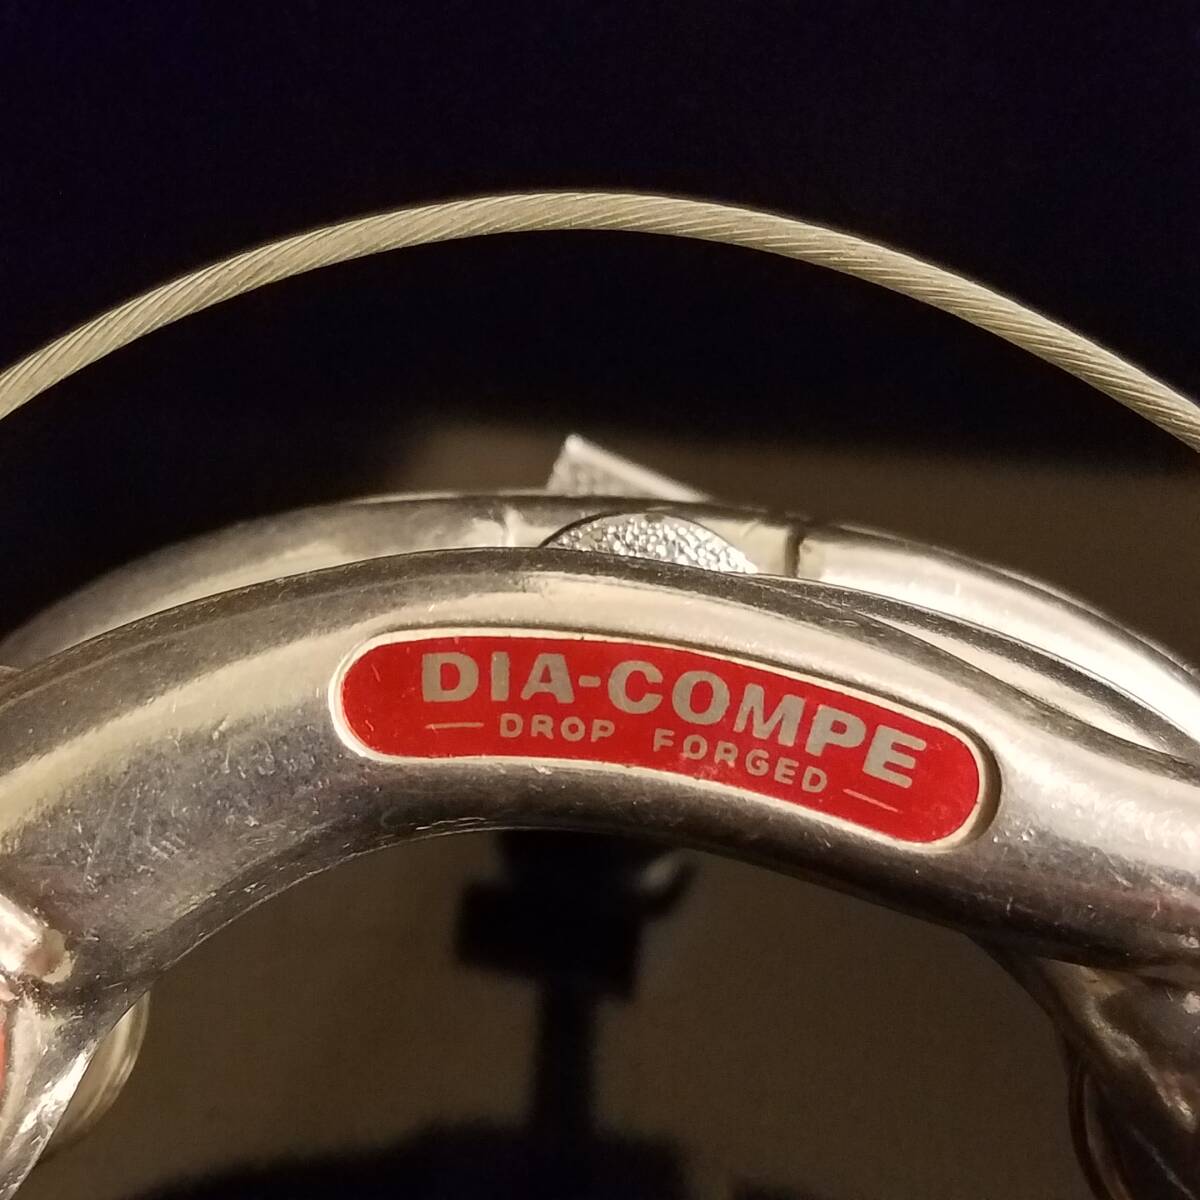 DIA-COMPE
— DROP FORGED —